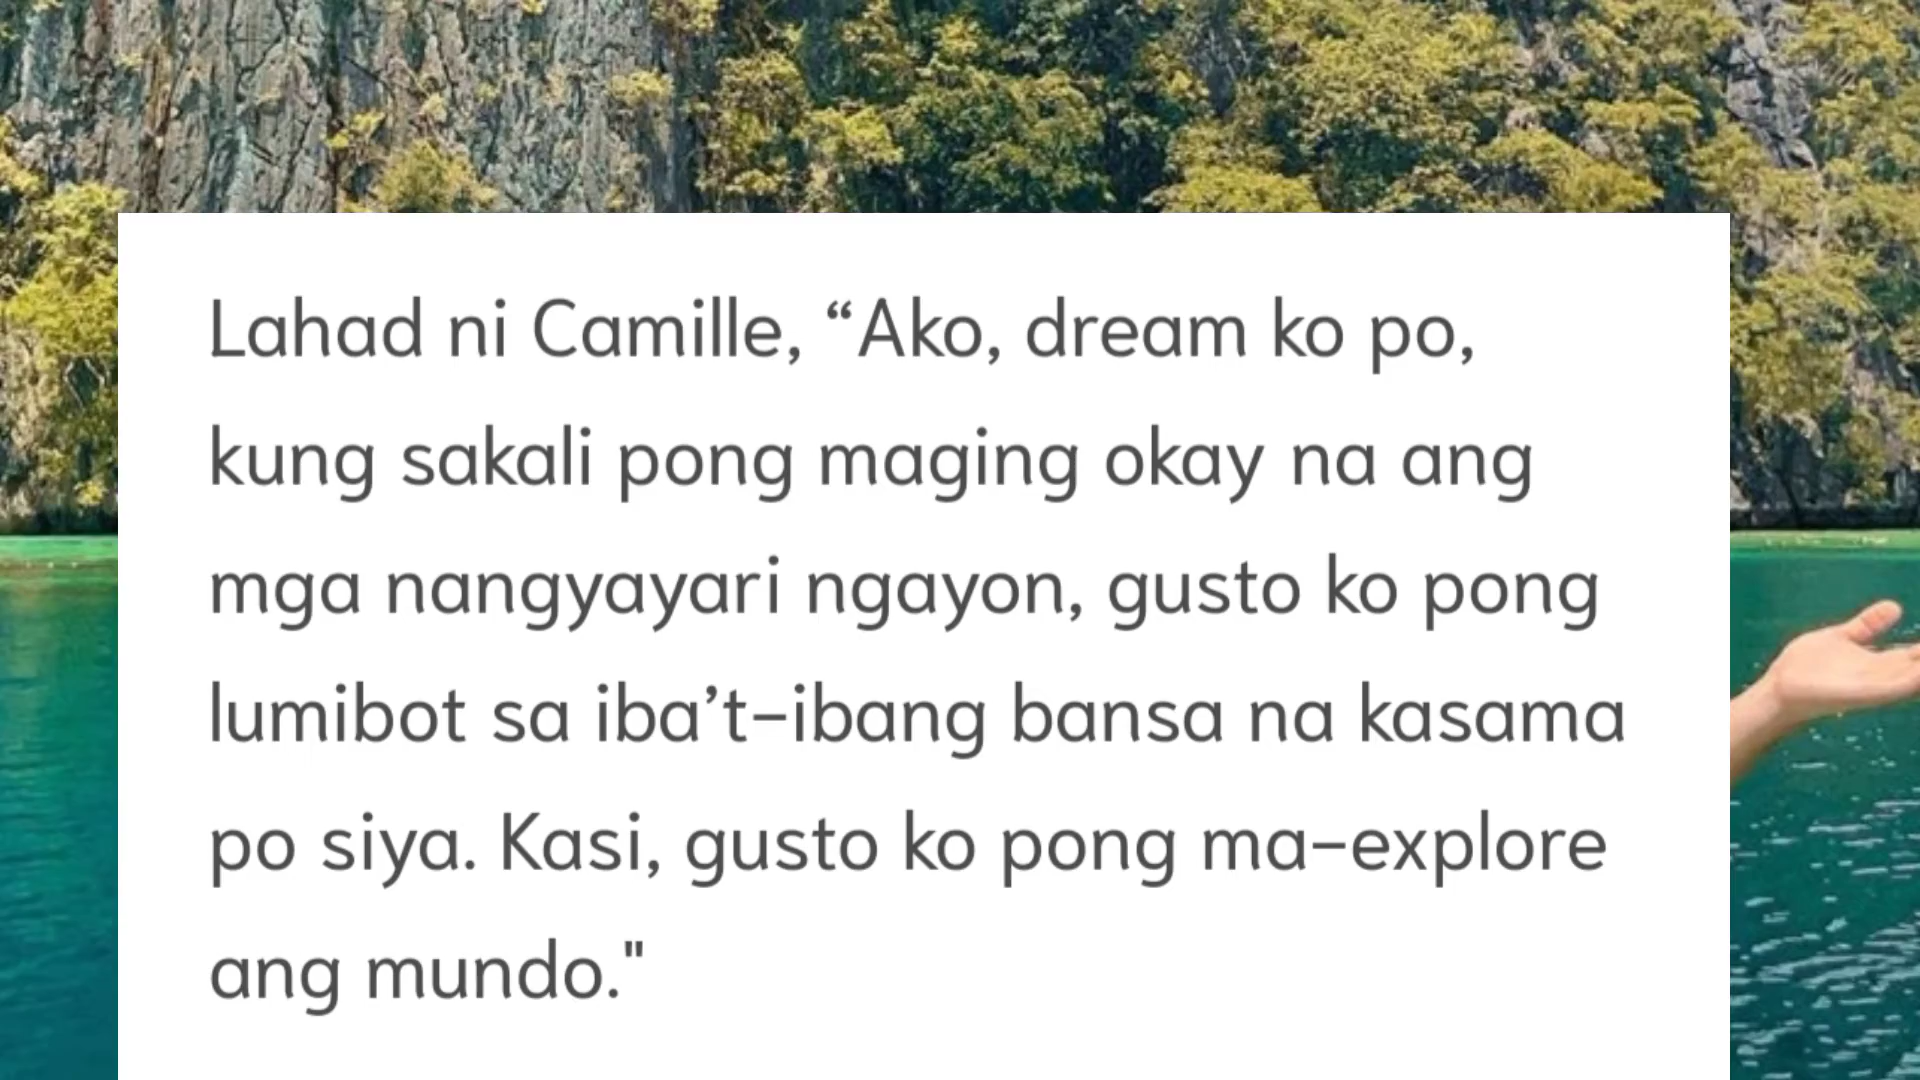 Lahad ni Camille, “Ako, dream ko po,
kung sakali pong maging okay na ang
mga nangyayari ngayon, gusto ko pong
lumibot sa iba’t-ibang bansa na kasama
po siya. Kasi, gusto ko pong ma-explore
ang mundo."